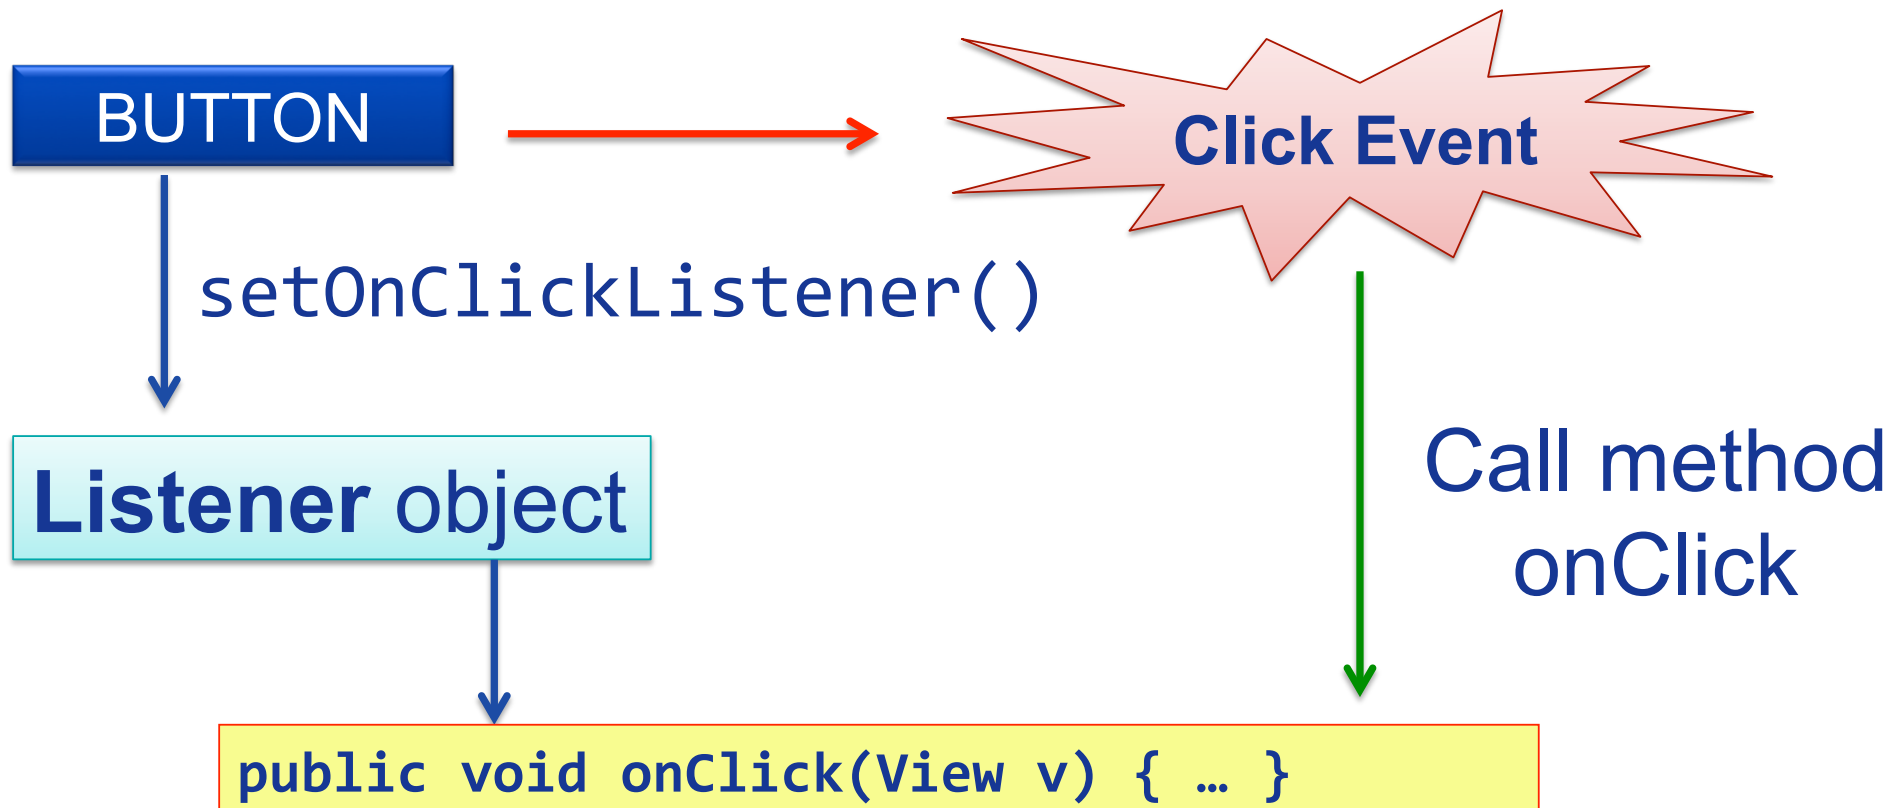 BUTTON
Click Event
setOnClickListener()
Listener object
Call method
onClick
public void onClick(View v) { … }